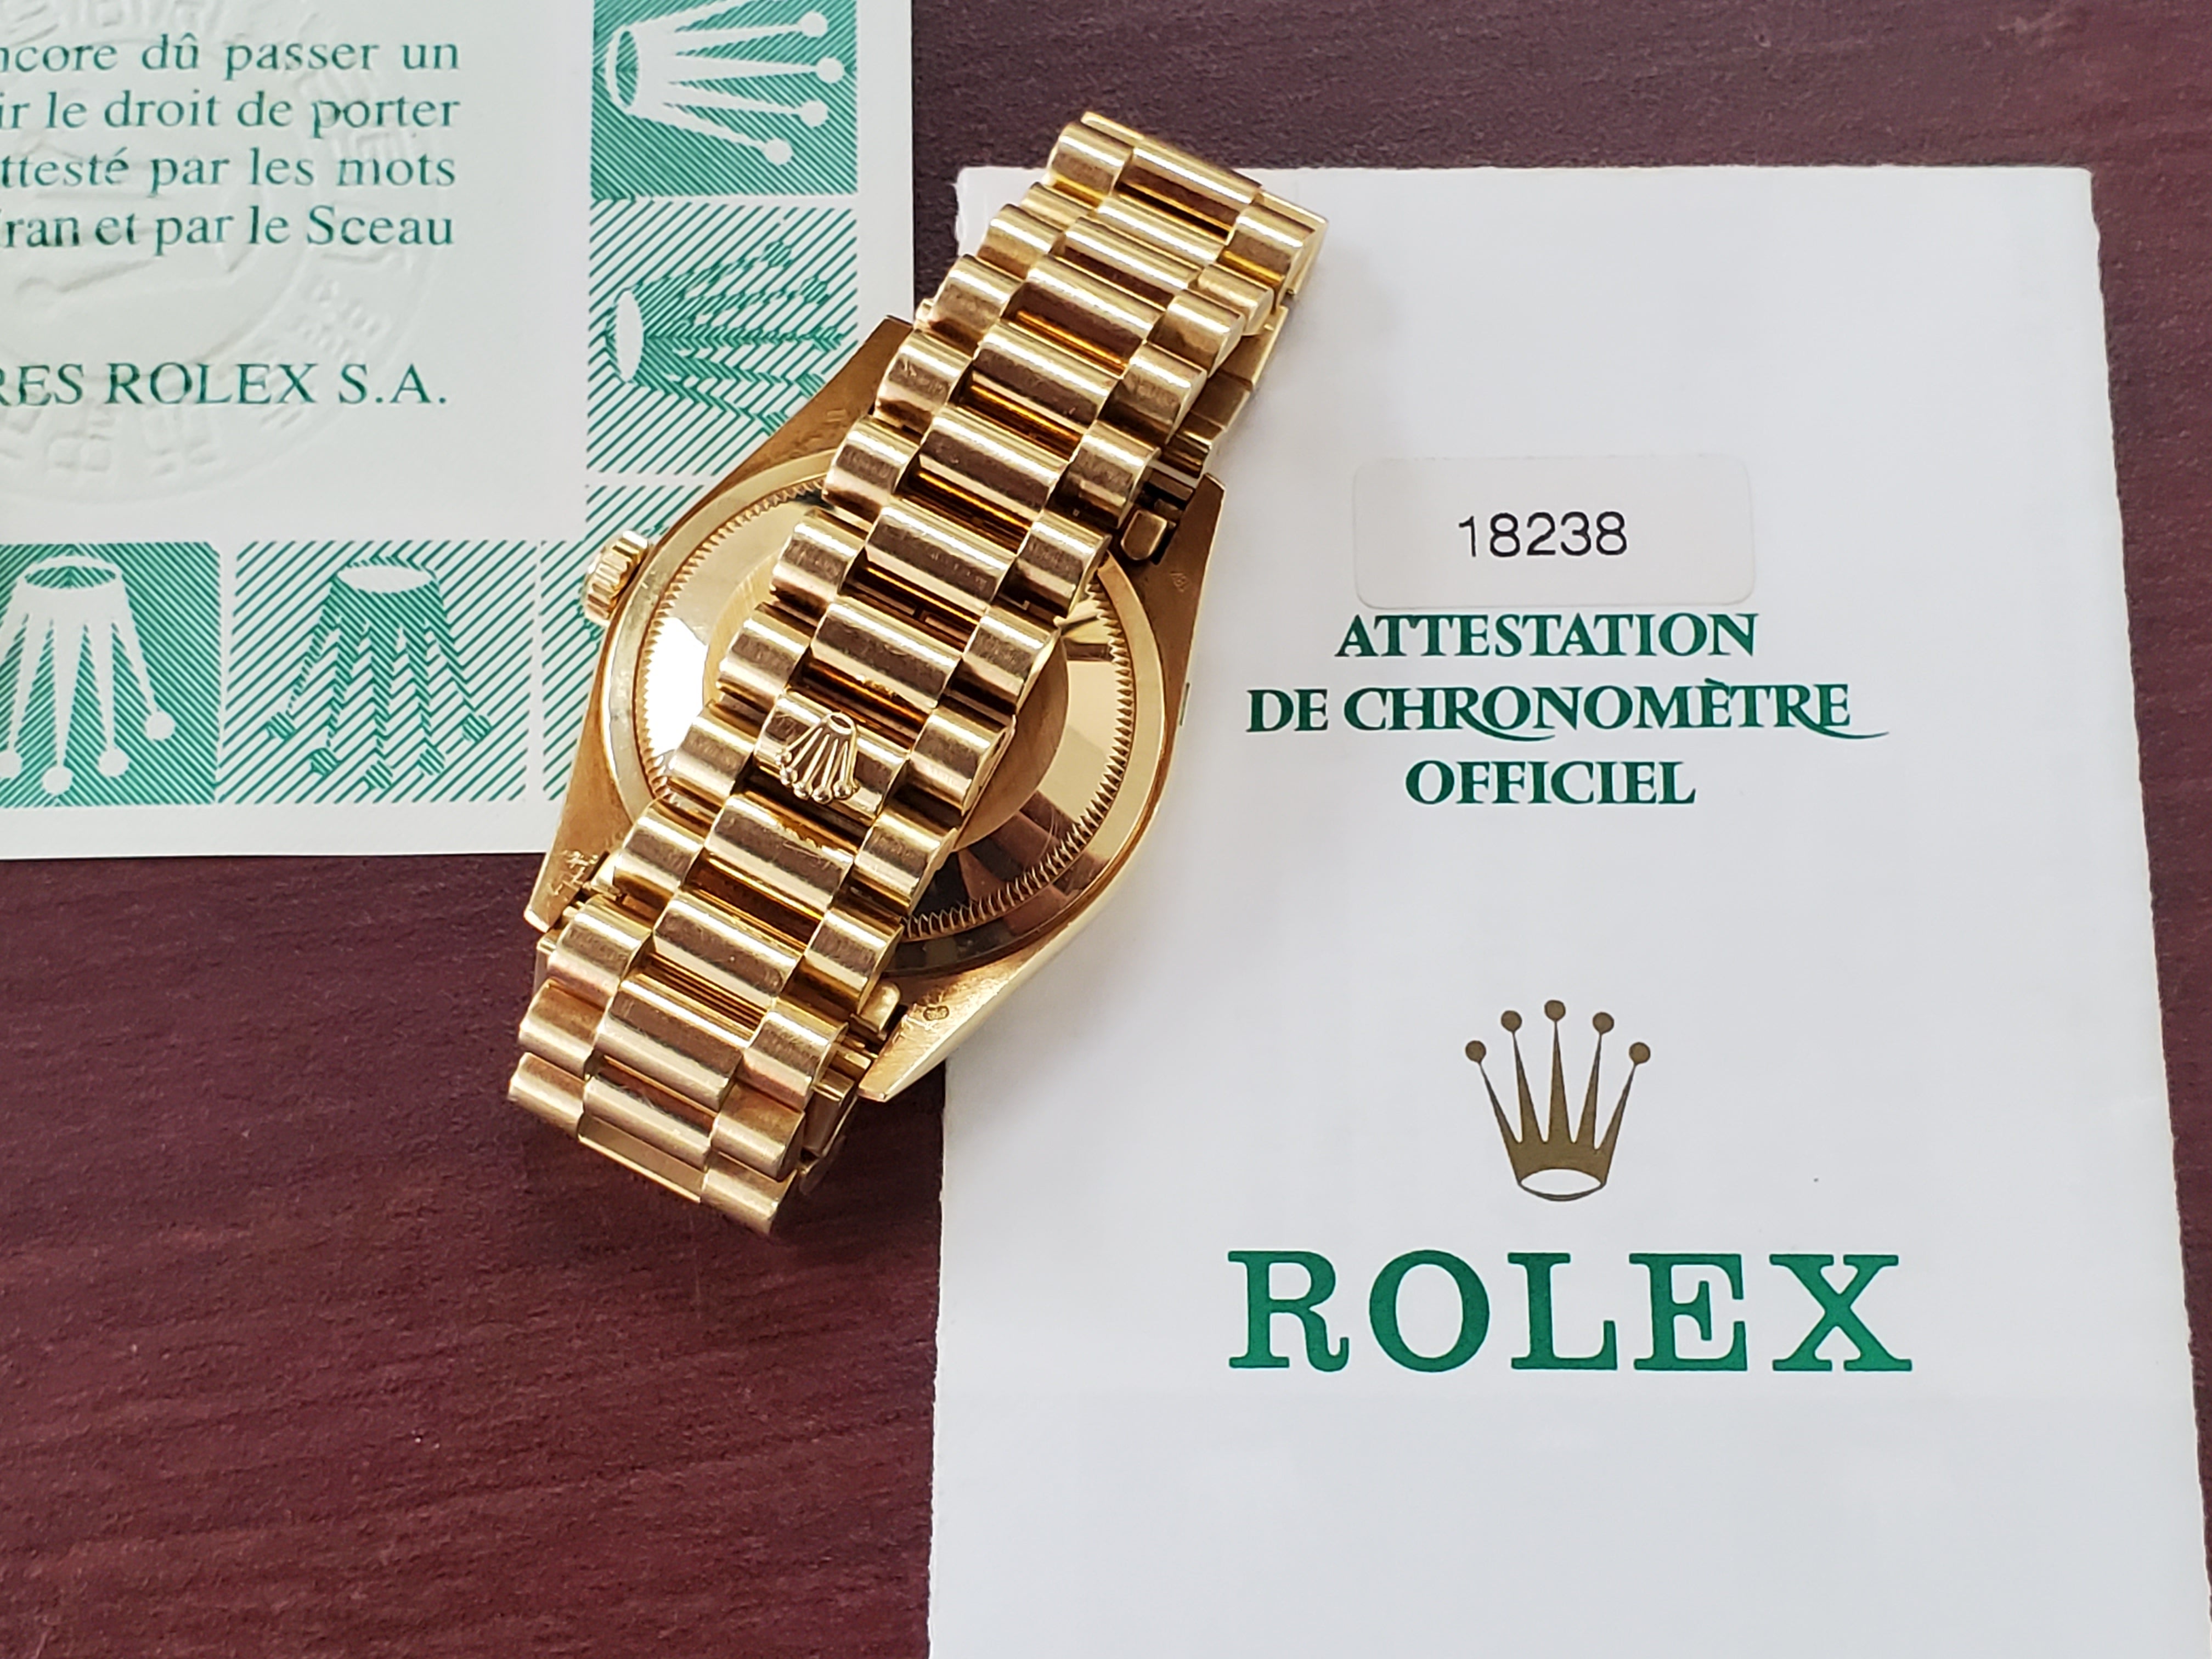 ncore dû passer un
ir le droit de porter
ttesté par les mots
ran et par le Sceau
RES ROLEX S.A.
18238
ATTESTATION
DE CHRONOMÈTRE
OFFICIEL
ROLEX